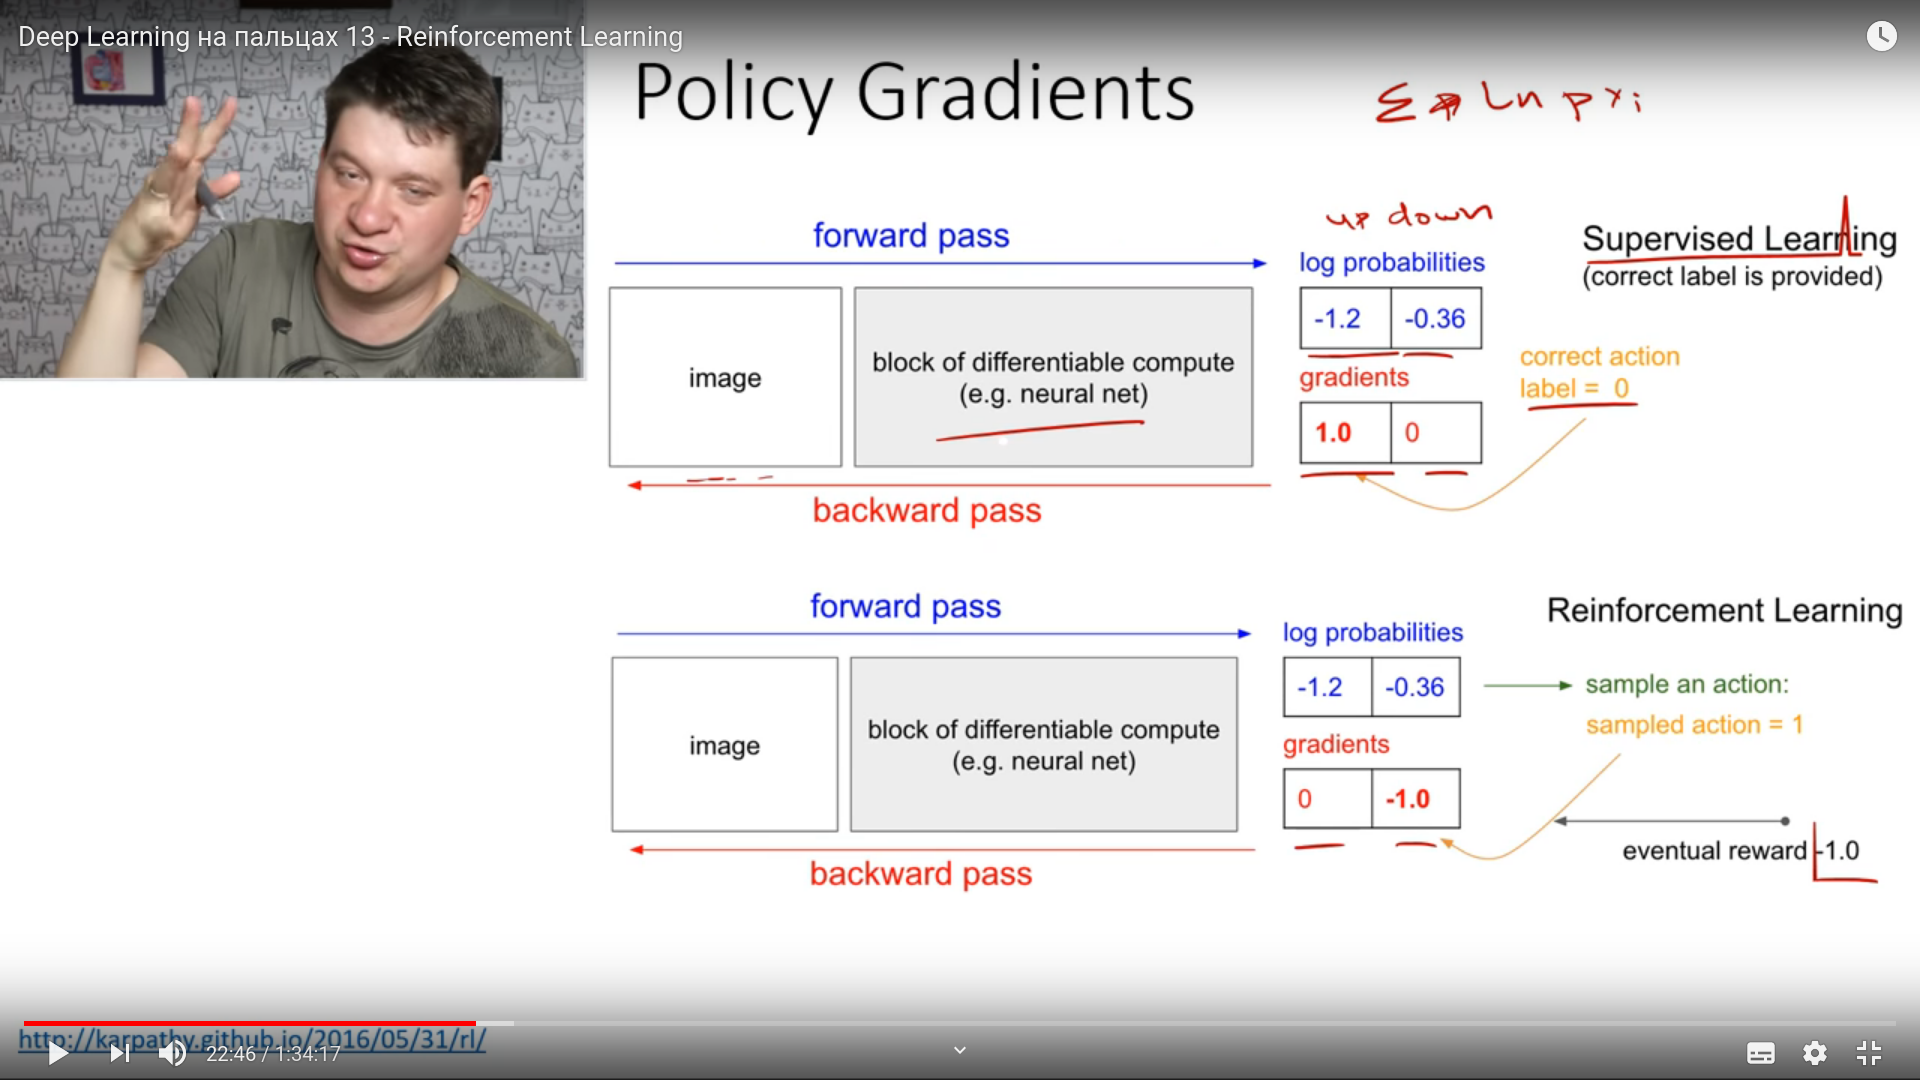 Deep Learning на пальцах 13 - Reinforcement Learning
Policy Gradients
up down
forward pass
log probabilities
Supervised Learning
(correct label is provided)
image
block of differentiable compute
(e.g. neural net)
-1.2 -0.36
gradients
1.0 0
correct action
label = 0
backward pass
forward pass
log probabilities
Reinforcement Learning
image
block of differentiable compute
(e.g. neural net)
-1.2 -0.36
sample an action:
sampled action = 1
gradients
0 -1.0
eventual reward -1.0
backward pass
http://karpathy.github.io/2016/05/31/rl/
22:46 / 1:34:17